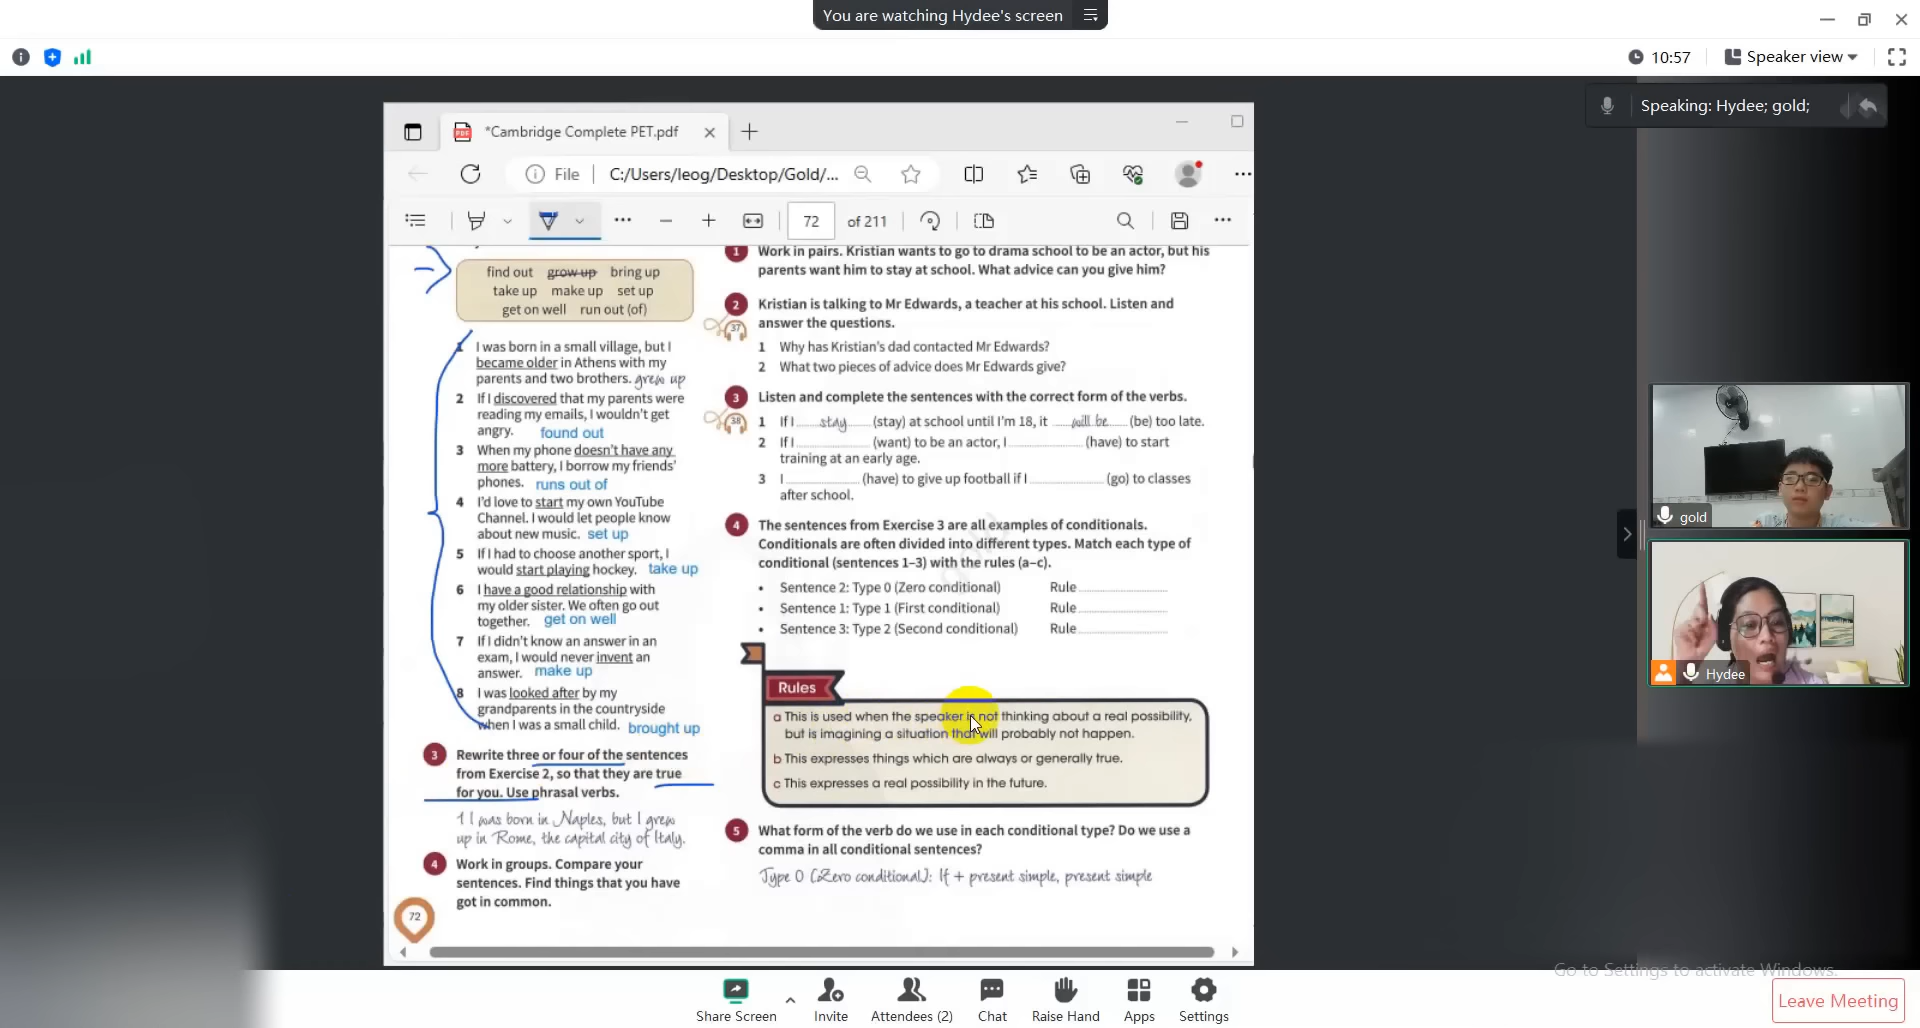 You are watching Hydee's screen
10:57
Speaker view
Speaking: Hydee; gold;
*Cambridge Complete PET.pdf
File
C:/Users/leog/Desktop/Gold/...
72
of 211
find out grow up bring up
take up make up set up
get on well run out (of)
1 I was born in a small village, but I
became older in Athens with my
parents and two brothers. grew up
2 If I discovered that my parents were
reading my emails, I wouldn't get
angry. found out
3 When my phone doesn't have any
more battery, I borrow my friends'
phones. runs out of
4 I'd love to start my own YouTube
Channel. I would let people know
about new music. set up
5 If I had to choose another sport, I
would start playing hockey. take up
6 I have a good relationship with
my older sister. We often go out
together. get on well
7 If I didn't know an answer in an
exam, I would never invent an
answer. make up
8 I was looked after by my
grandparents in the countryside
when I was a small child. brought up
3 Rewrite three or four of the sentences
from Exercise 2, so that they are true
for you. Use phrasal verbs.
1 I was born in Naples, but I grew
up in Rome, the capital city of Italy.
4 Work in groups. Compare your
sentences. Find things that you have
got in common.
72
1 Work in pairs. Kristian wants to go to drama school to be an actor, but his
parents want him to stay at school. What advice can you give him?
2 Kristian is talking to Mr Edwards, a teacher at his school. Listen and
37 answer the questions.
1 Why has Kristian's dad contacted Mr Edwards?
2 What two pieces of advice does Mr Edwards give?
3 Listen and complete the sentences with the correct form of the verbs.
38 1 If I stay (stay) at school until I'm 18, it will be (be) too late.
2 If I (want) to be an actor, I (have) to start
training at an early age.
3 I (have) to give up football if I (go) to classes
after school.
4 The sentences from Exercise 3 are all examples of conditionals.
Conditionals are often divided into different types. Match each type of
conditional (sentences 1–3) with the rules (a–c).
• Sentence 2: Type 0 (Zero conditional) Rule
• Sentence 1: Type 1 (First conditional) Rule
• Sentence 3: Type 2 (Second conditional) Rule
Rules
a This is used when the speaker is not thinking about a real possibility,
but is imagining a situation that will probably not happen.
b This expresses things which are always or generally true.
c This expresses a real possibility in the future.
5 What form of the verb do we use in each conditional type? Do we use a
comma in all conditional sentences?
Type 0 (Zero conditional): If + present simple, present simple
gold
gold
Hydee
Go to Settings to activate Windows.
Share Screen
Invite
Attendees (2)
Chat
Raise Hand
Apps
Settings
Leave Meeting